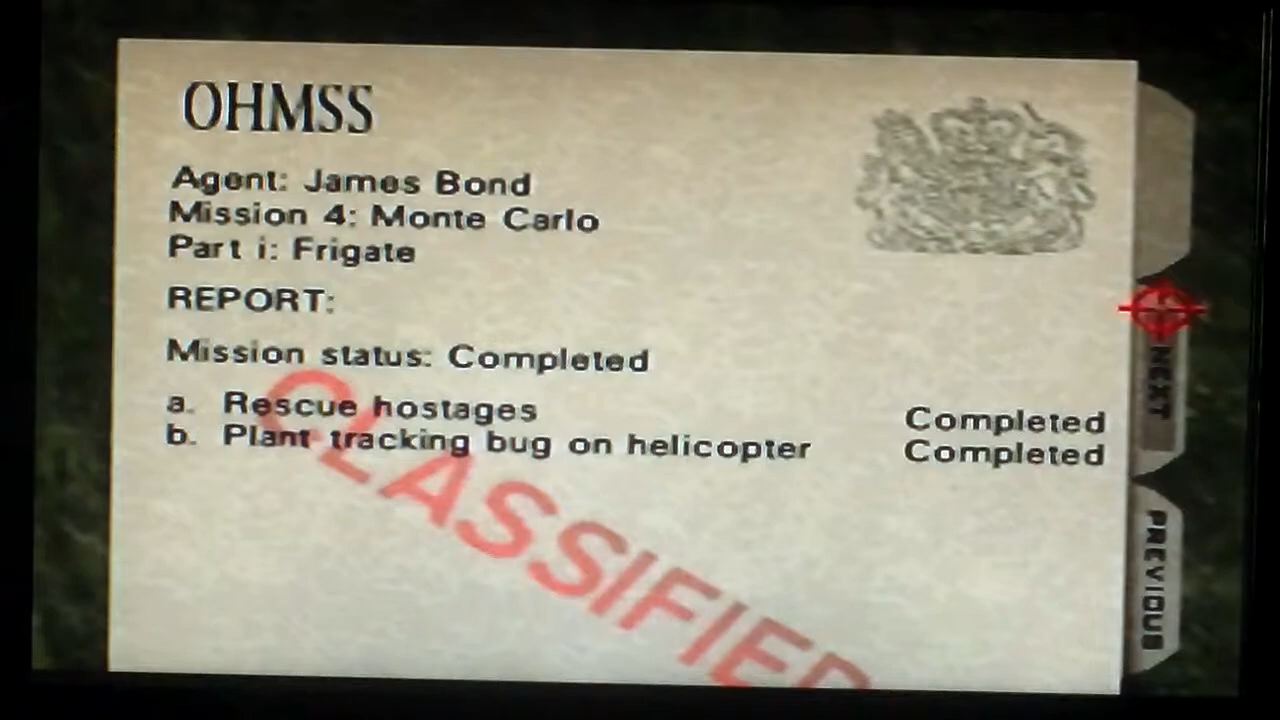 OHMSS
Agent: James Bond
Mission 4: Monte Carlo
Part i: Frigate
REPORT:
Mission status: Completed
a. Rescue hostages Completed
b. Plant tracking bug on helicopter Completed
CLASSIFIED
NEXT
PREVIOUS